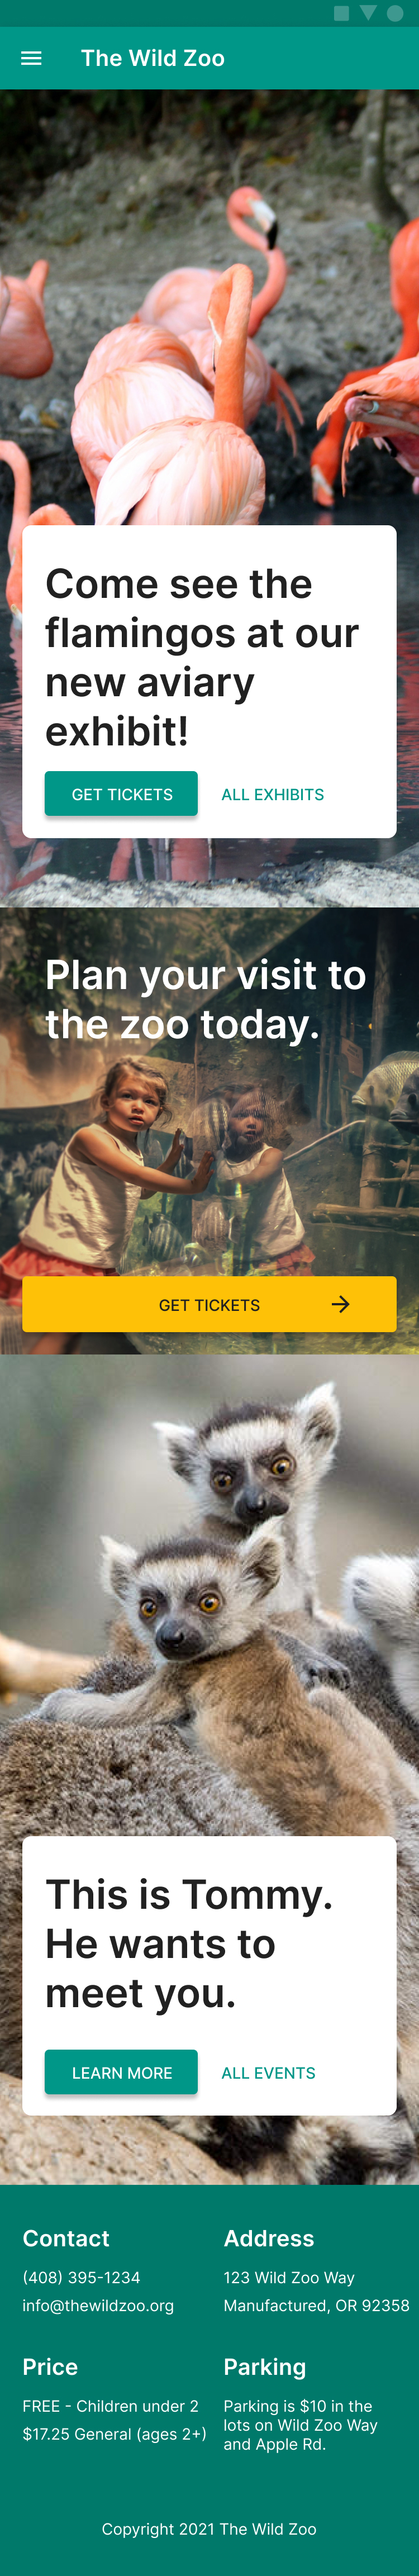 The Wild Zoo
Come see the
flamingos at our
new aviary
exhibit!
GET TICKETS
ALL EXHIBITS
Plan your visit to
the zoo today.
GET TICKETS
This is Tommy.
He wants to
meet you.
LEARN MORE
ALL EVENTS
Contact
(408) 395-1234
info@thewildzoo.org
Address
123 Wild Zoo Way
Manufactured, OR 92358
Price
FREE - Children under 2
$17.25 General (ages 2+)
Parking
Parking is $10 in the
lots on Wild Zoo Way
and Apple Rd.
Copyright 2021 The Wild Zoo